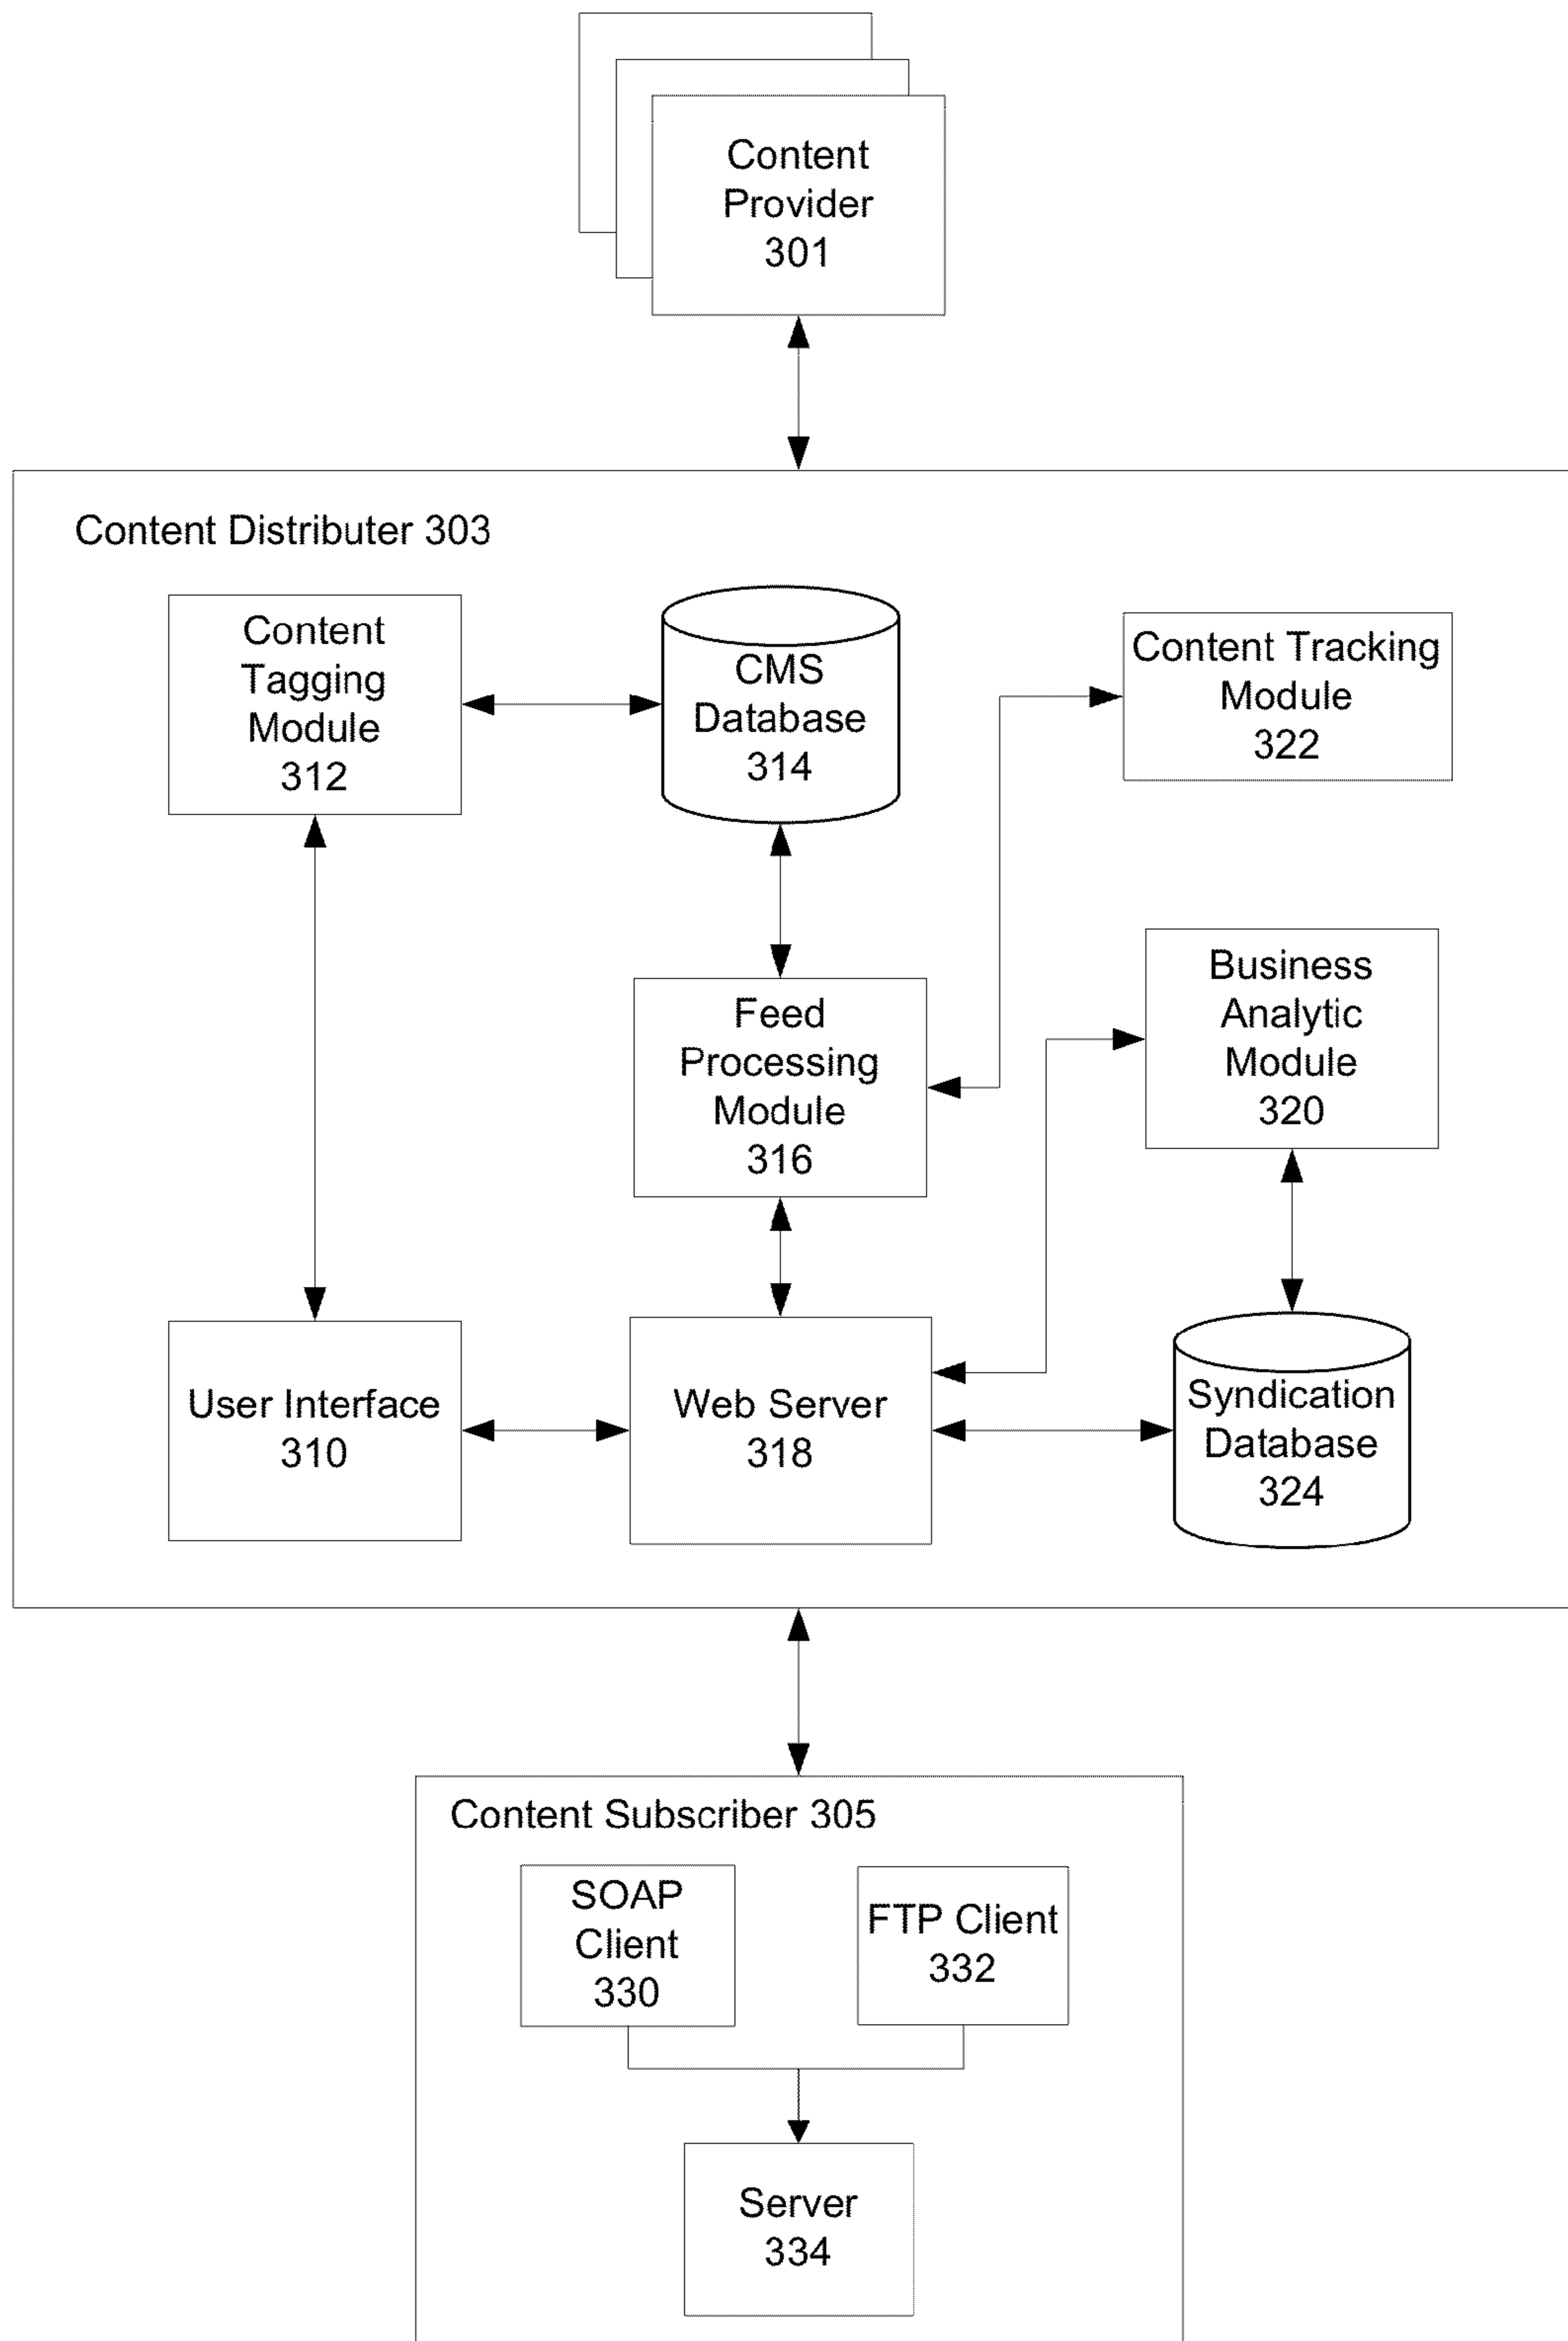 Content
Provider
301
Content Distributer 303
Content
Tagging
Module
312
CMS
Database
314
Content Tracking
Module
322
Feed
Processing
Module
316
Business
Analytic
Module
320
User Interface
310
Web Server
318
Syndication
Database
324
Content Subscriber 305
SOAP
Client
330
FTP Client
332
Server
334